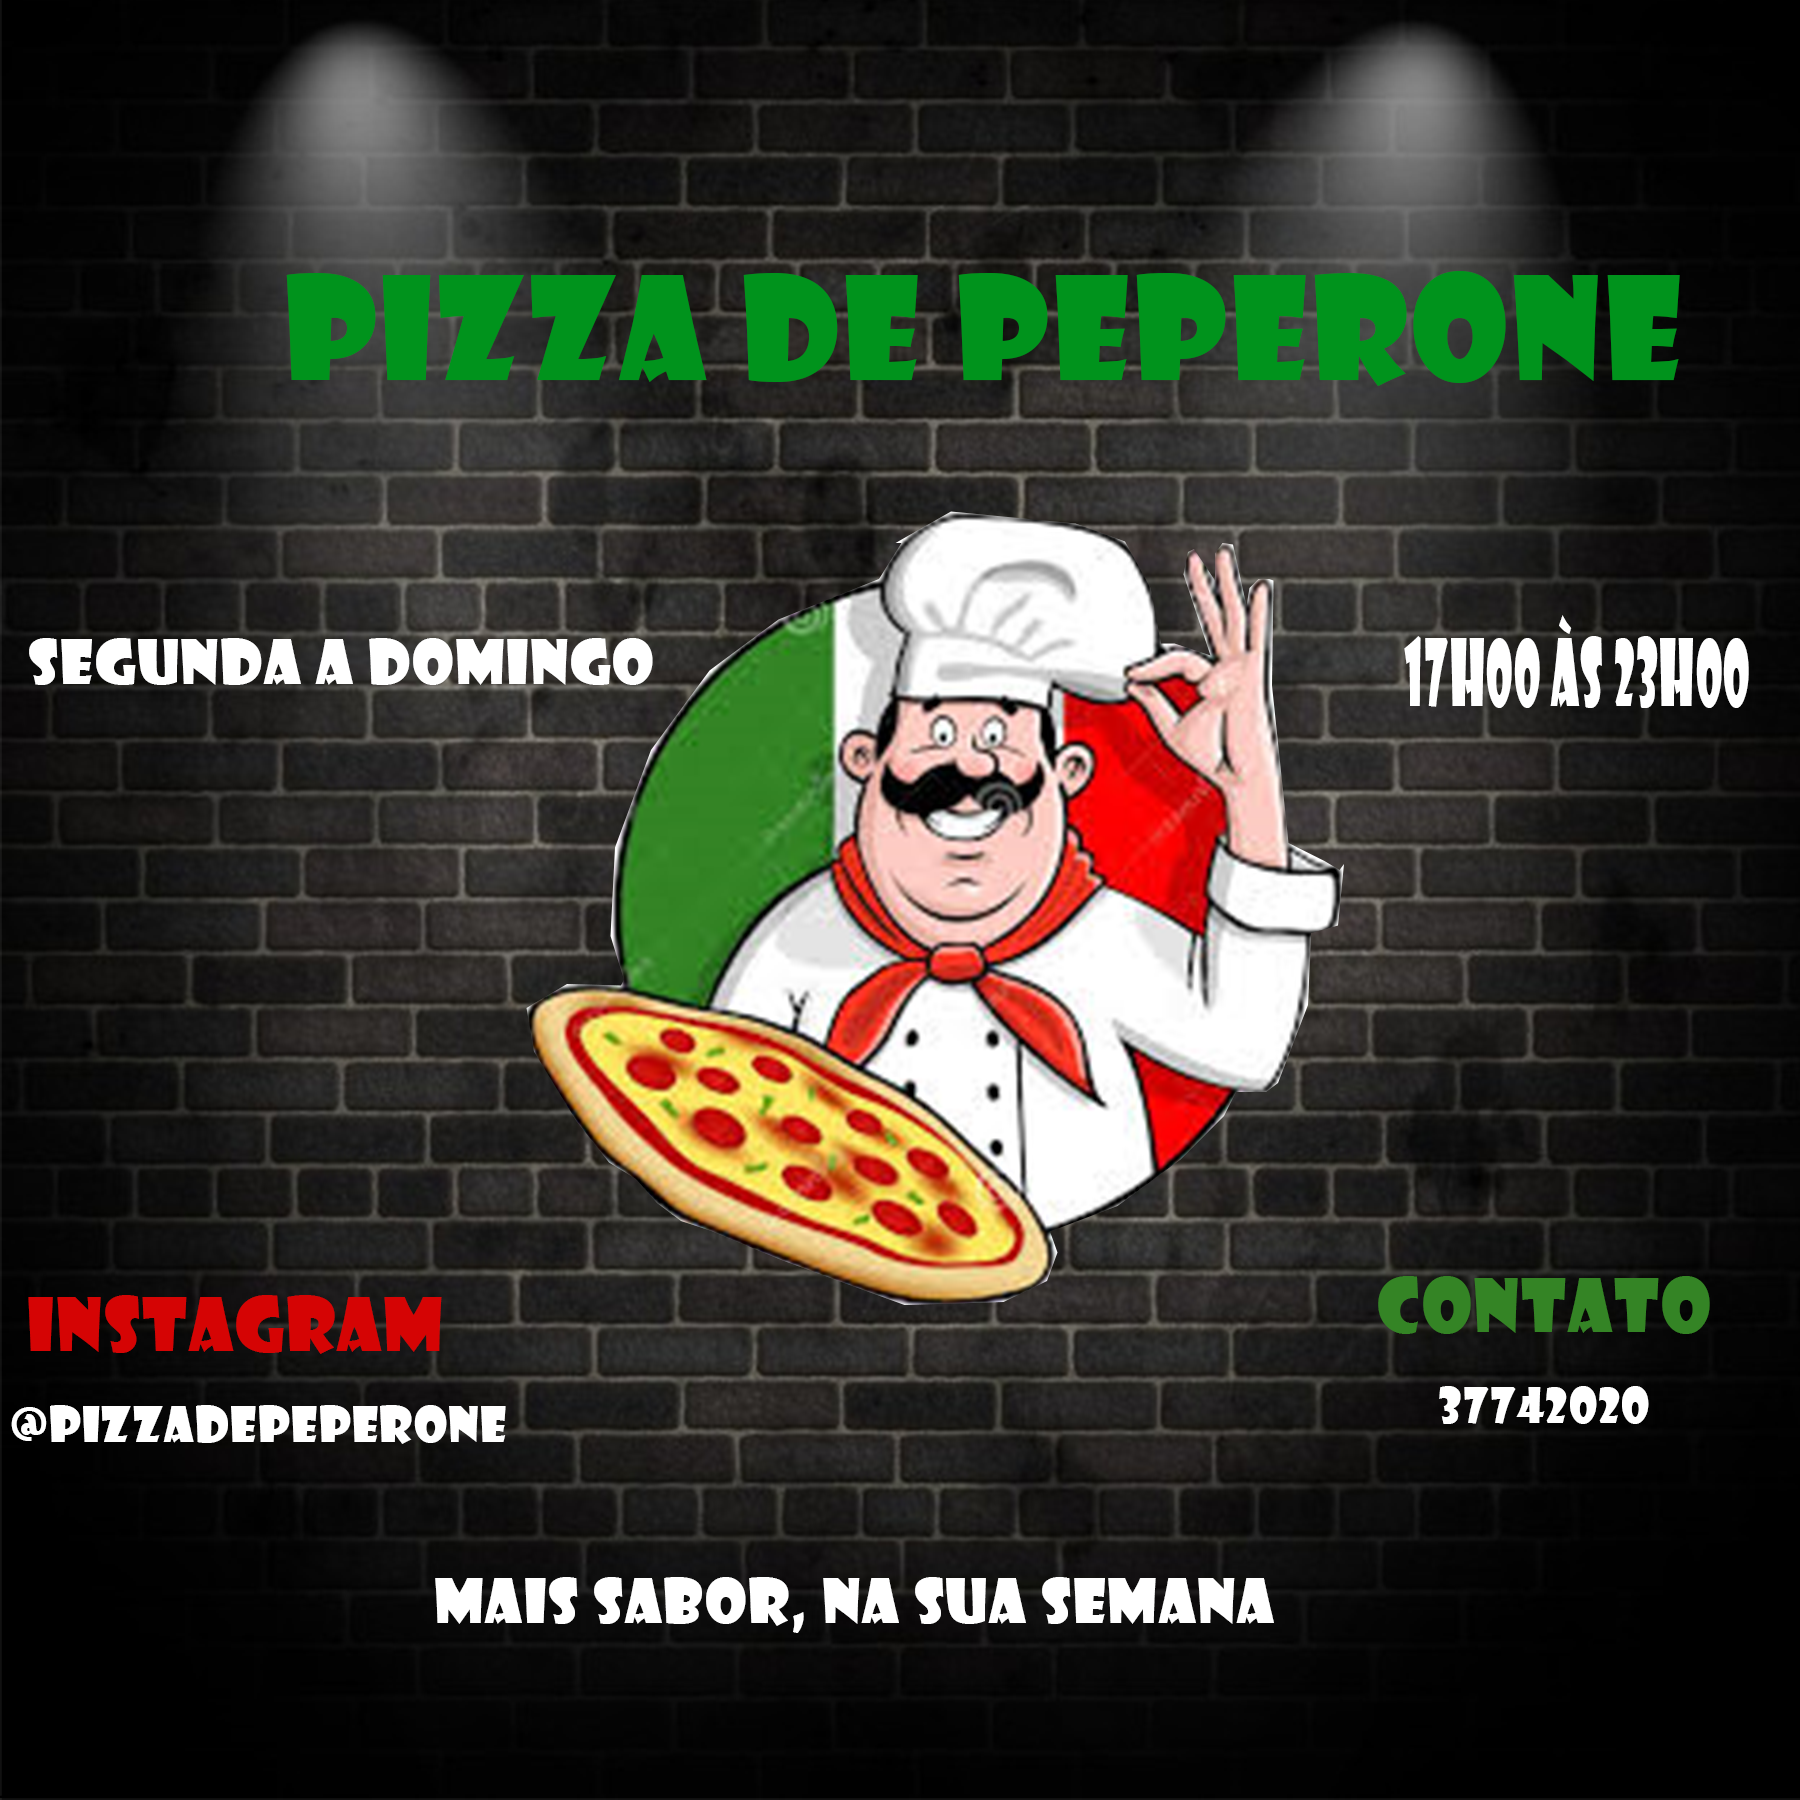 PIZZA DE PEPERONE
SEGUNDA A DOMINGO
17H00 ÀS 23H00
INSTAGRAM
@PIZZADEPEPERONE
CONTATO
37742020
MAIS SABOR, NA SUA SEMANA